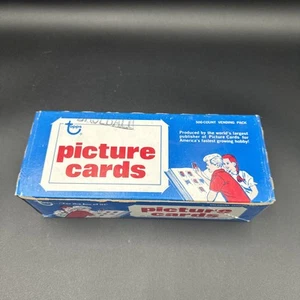 topps
picture
cards
500-COUNT VENDING PACK
Produced by the world's largest
publisher of Picture Cards for
America's fastest growing hobby!
picture
cards